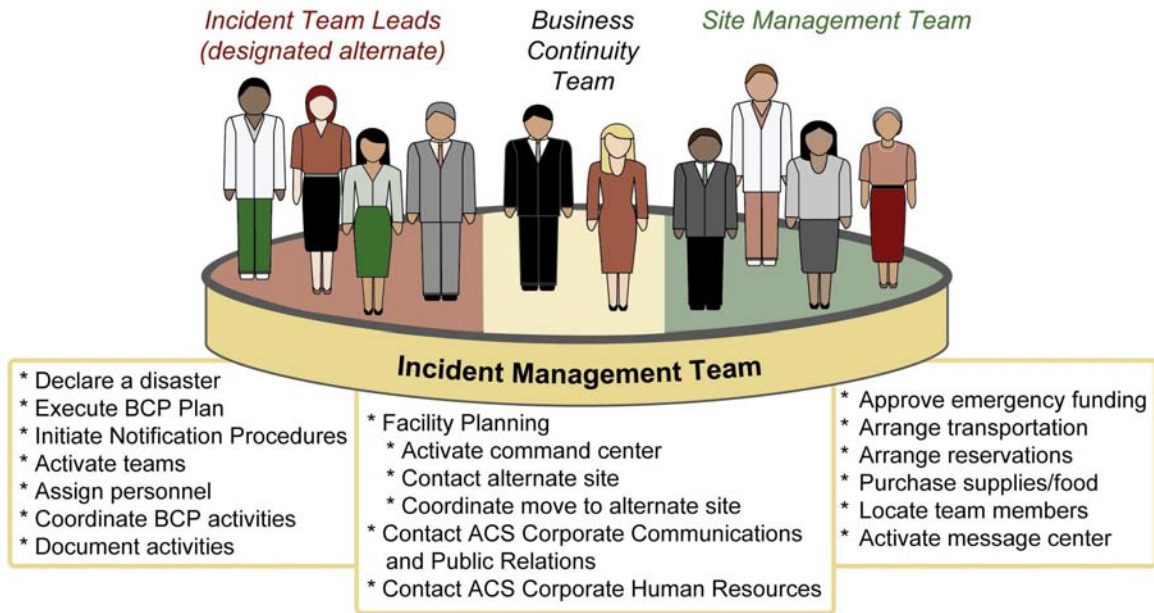 Incident Team Leads
(designated alternate)
Business
Continuity
Team
Site Management Team
Incident Management Team
* Declare a disaster
* Execute BCP Plan
* Initiate Notification Procedures
* Activate teams
* Assign personnel
* Coordinate BCP activities
* Document activities
* Facility Planning
* Activate command center
* Contact alternate site
* Coordinate move to alternate site
* Contact ACS Corporate Communications
and Public Relations
* Contact ACS Corporate Human Resources
* Approve emergency funding
* Arrange transportation
* Arrange reservations
* Purchase supplies/food
* Locate team members
* Activate message center